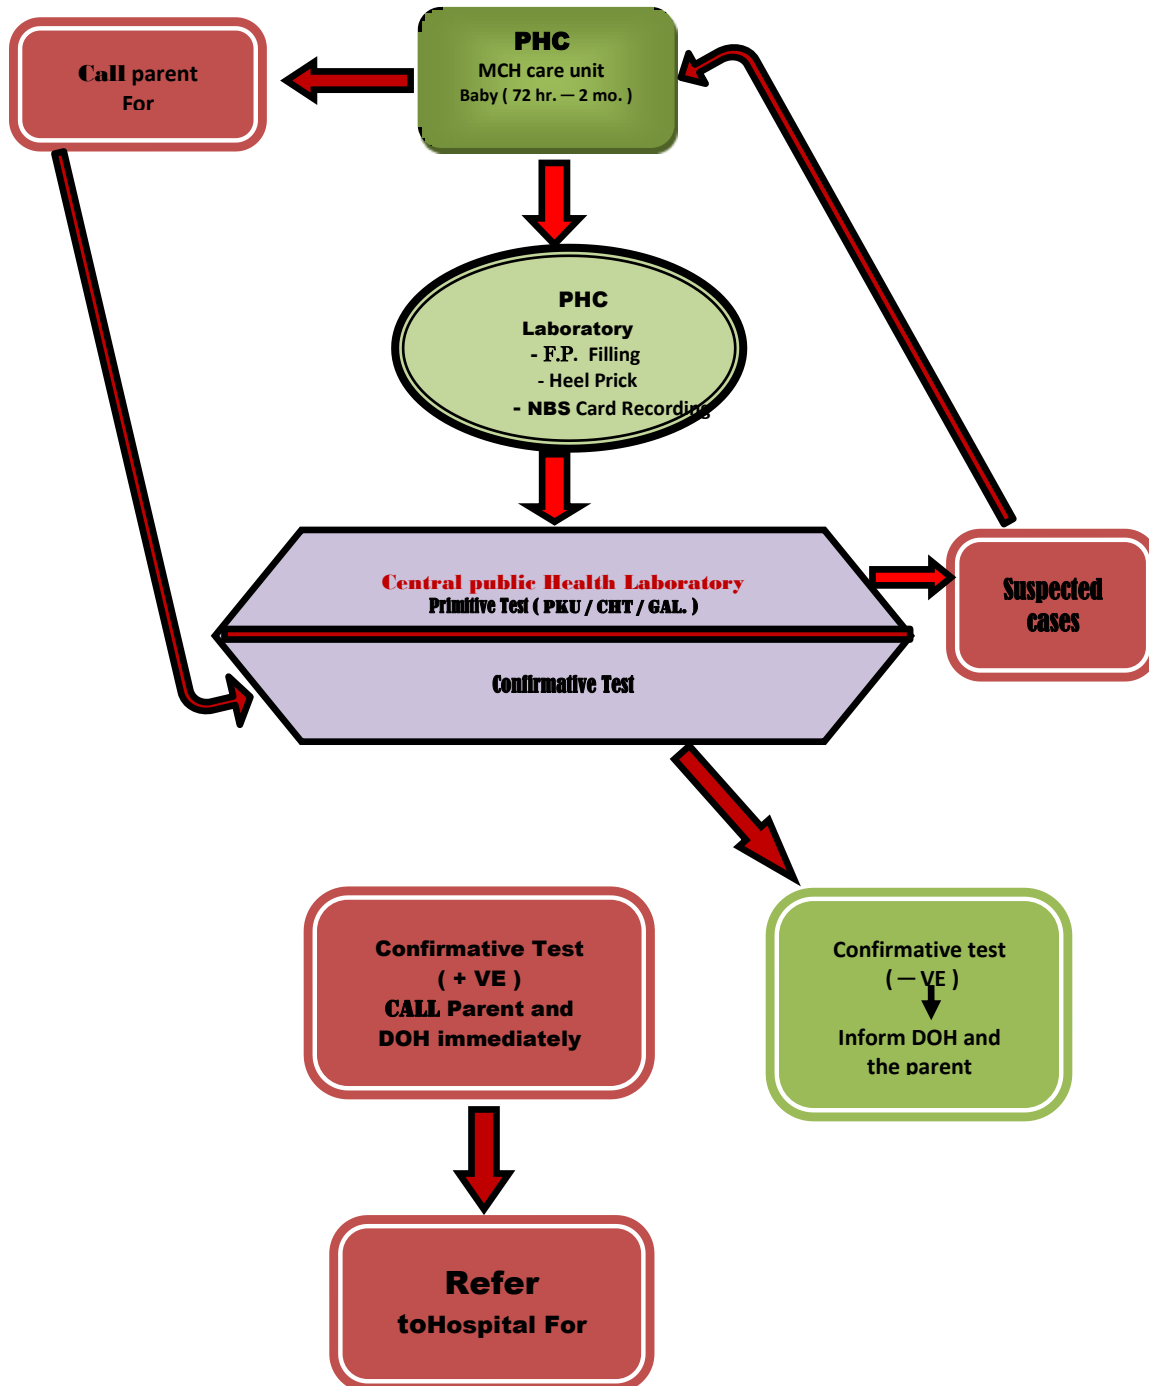 PHC
MCH care unit
Baby ( 72 hr. — 2 mo. )
Call parent
For
PHC
Laboratory
- F.P. Filling
- Heel Prick
- NBS Card Recording
Central public Health Laboratory
Primitive Test ( PKU / CHT / GAL. )
Confirmative Test
Suspected
cases
Confirmative Test
( + VE )
CALL Parent and
DOH immediately
Confirmative test
( — VE )
Inform DOH and
the parent
Refer
toHospital For